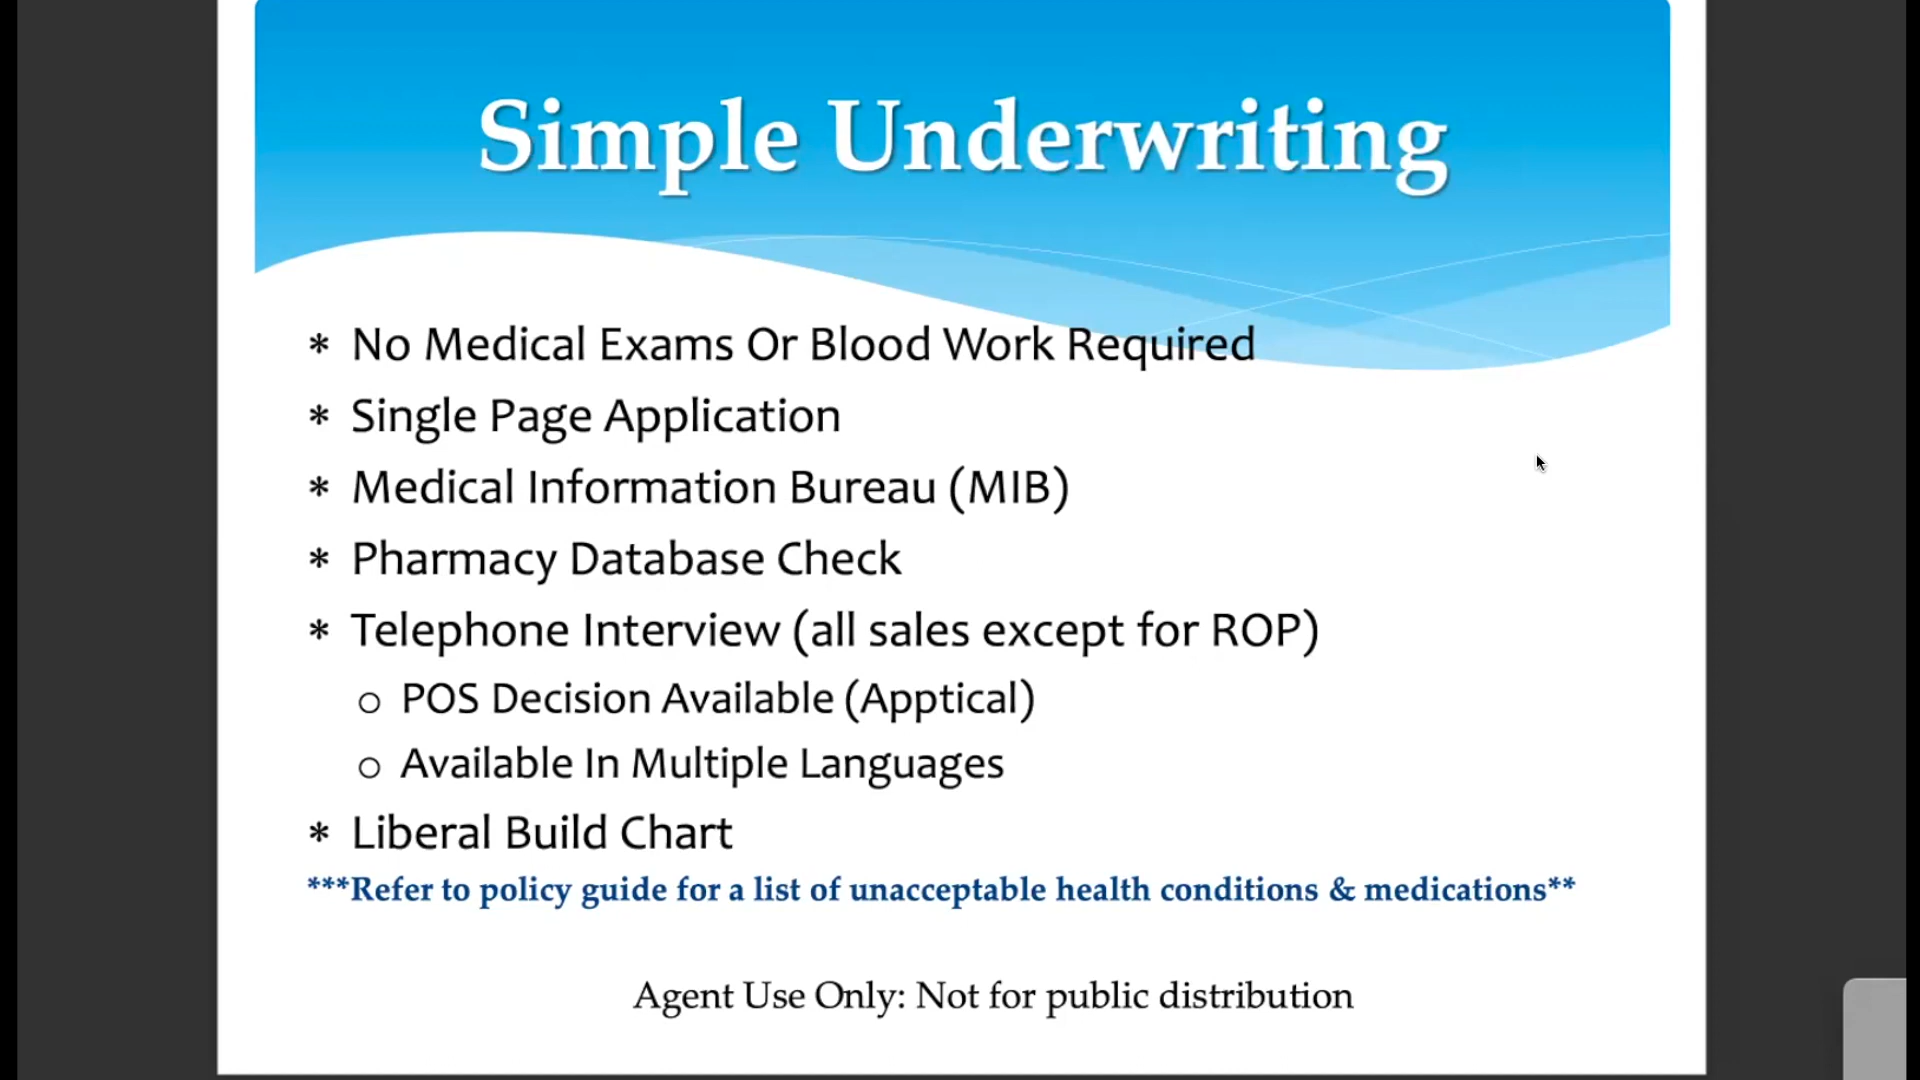 Simple Underwriting
* No Medical Exams Or Blood Work Required
* Single Page Application
* Medical Information Bureau (MIB)
* Pharmacy Database Check
* Telephone Interview (all sales except for ROP)
o POS Decision Available (Apptical)
o Available In Multiple Languages
* Liberal Build Chart
***Refer to policy guide for a list of unacceptable health conditions & medications**
Agent Use Only: Not for public distribution